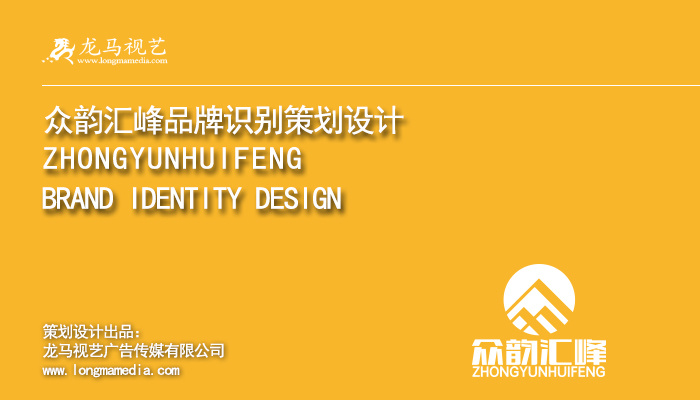 龙马视艺
www.longmamedia.com
众韵汇峰品牌识别策划设计
ZHONGYUNHUIFENG
BRAND IDENTITY DESIGN
策划设计出品：
龙马视艺广告传媒有限公司
www.longmamedia.com
众韵汇峰
ZHONGYUNHUIFENG